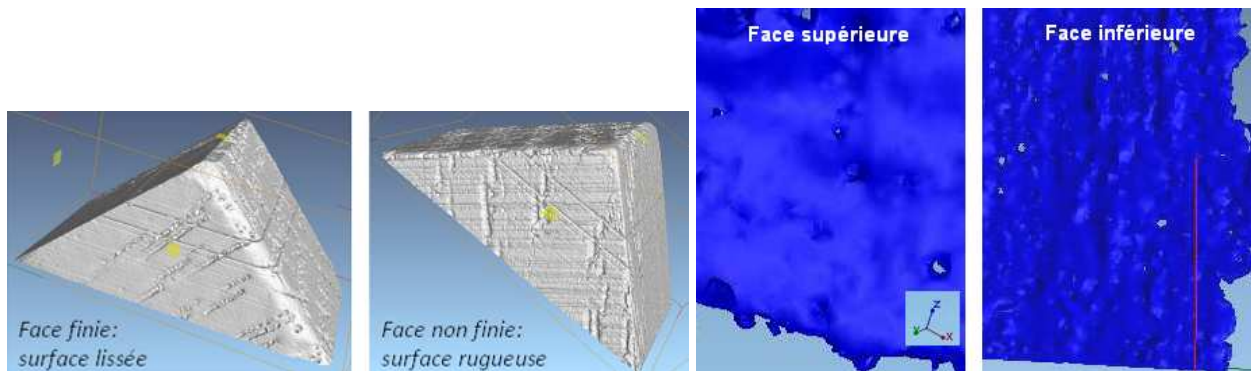 Face finie:
surface lissée
Face non finie:
surface rugueuse
Face supérieure
Z
Y
X
Face inférieure